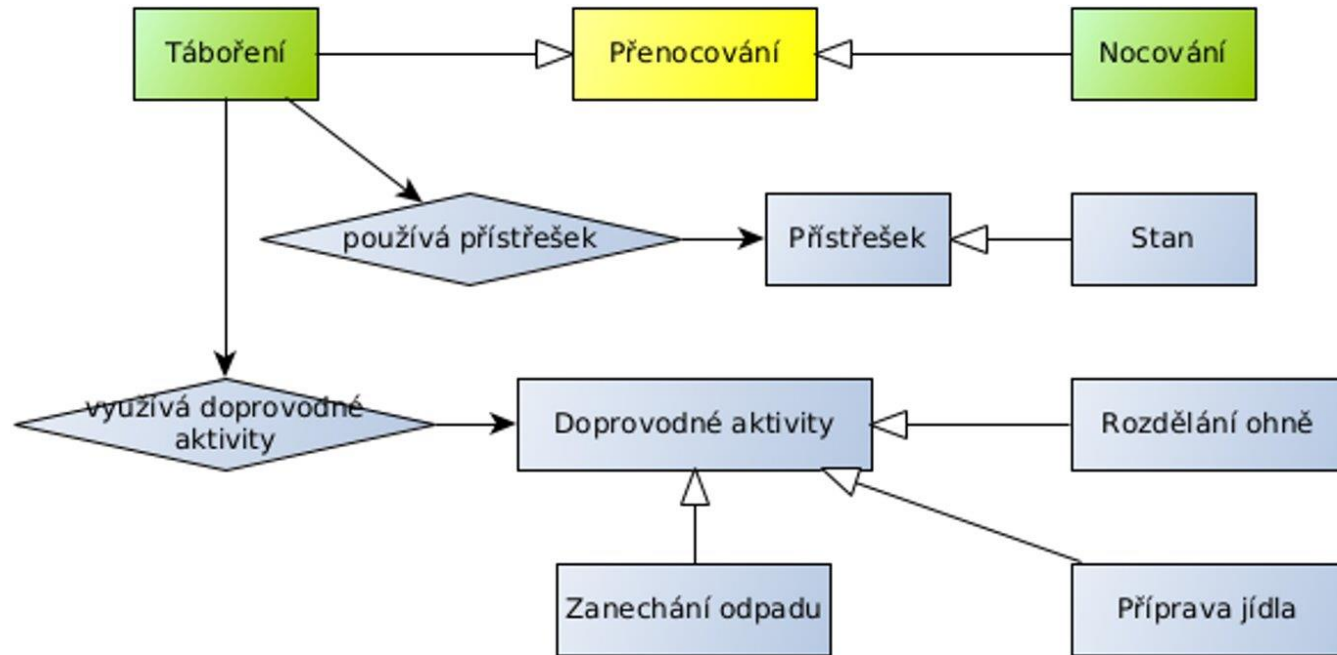 Táboření
Přenocování
Nocování
používá přístřešek
Přístřešek
Stan
využívá doprovodné
aktivity
Doprovodné aktivity
Rozdělání ohně
Zanechání odpadu
Příprava jídla